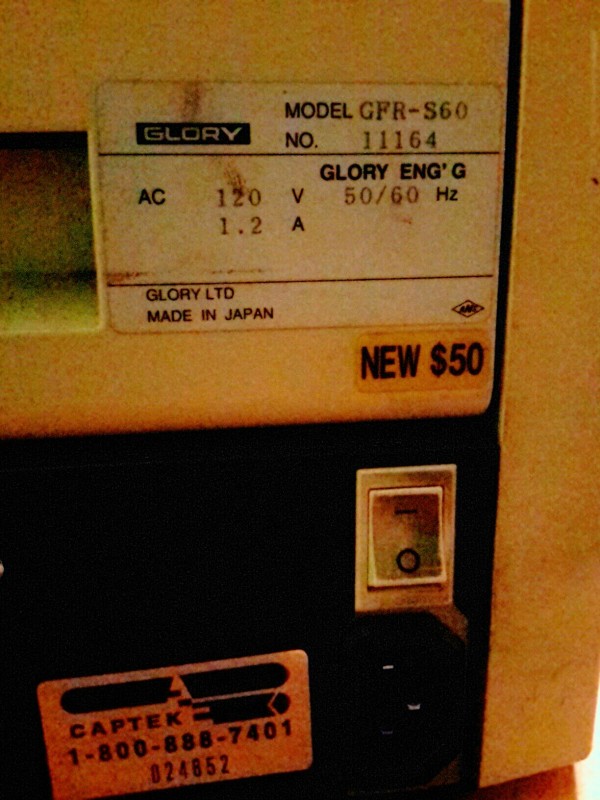 GLORY
MODEL GFR-S60
NO. 11164
GLORY ENG'G
AC 120 V 50/60 Hz
1.2 A
GLORY LTD
MADE IN JAPAN
NEW $50
CAPTEK
1-800-888-7401
024852